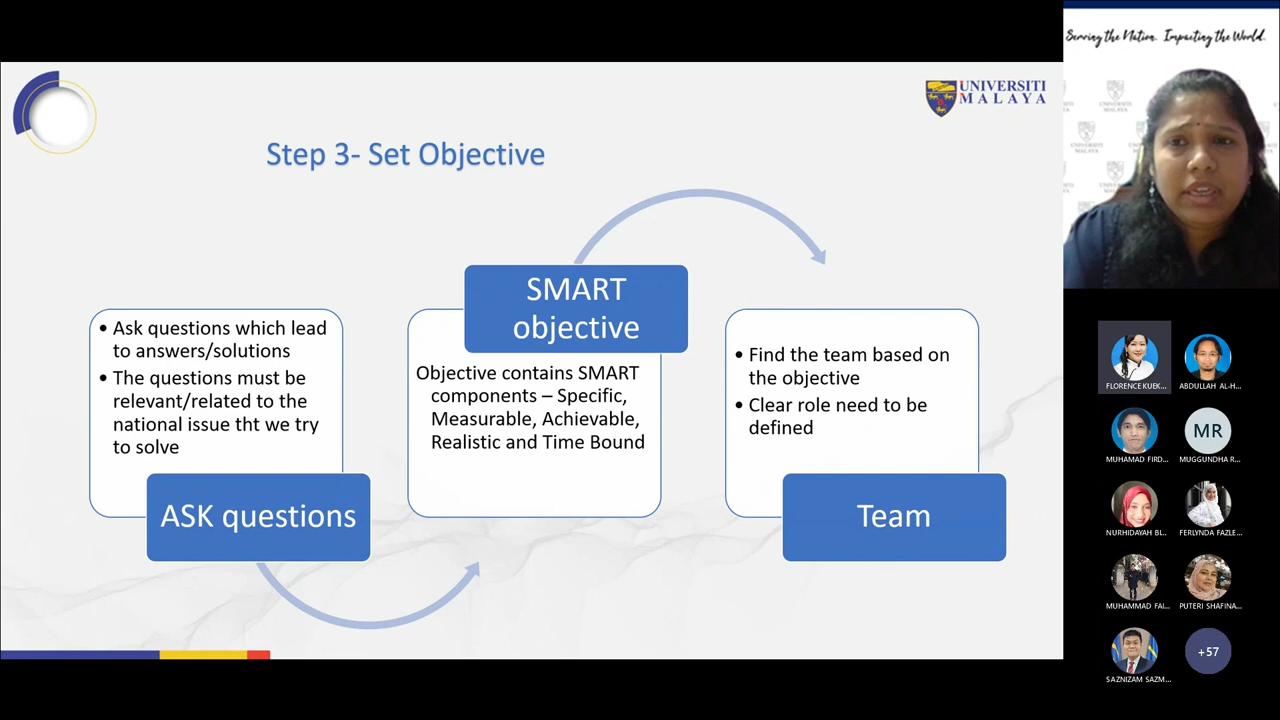 Serving the Nation. Impacting the World.
UNIVERSITI
MALAYA
Step 3- Set Objective
• Ask questions which lead
to answers/solutions
• The questions must be
relevant/related to the
national issue tht we try
to solve
ASK questions
SMART
objective
Objective contains SMART
components – Specific,
Measurable, Achievable,
Realistic and Time Bound
• Find the team based on
the objective
• Clear role need to be
defined
Team
FLORENCE KUEK...
ABDULLAH AL-H...
MUHAMAD FIRD...
MR
MUGGUNDHA R...
NURHIDAYAH BI...
FERLYNDA FAZLE...
MUHAMMAD FAI...
PUTERI SHAFINA...
SAZNIZAM SAZM...
+57